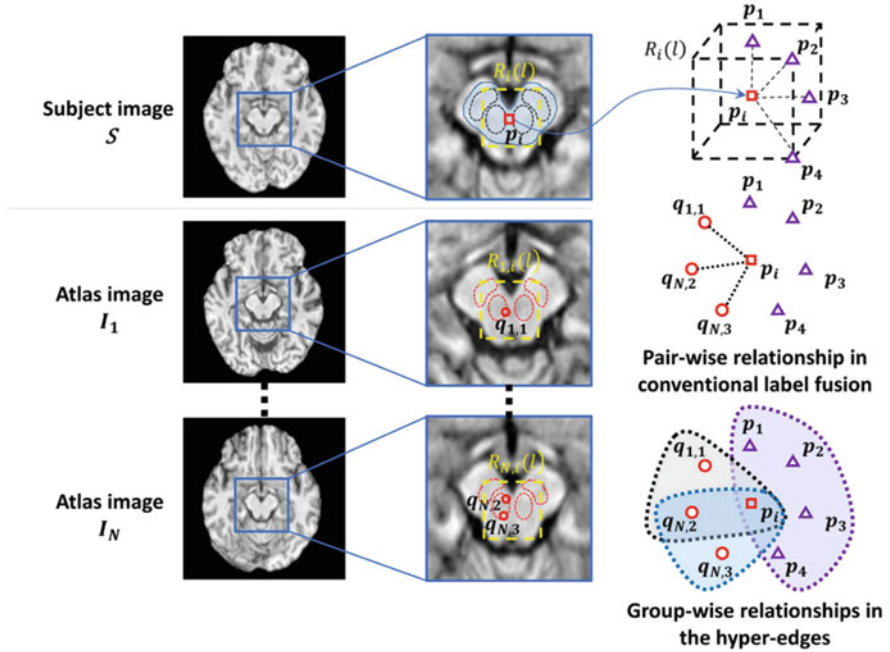 Subject image
S
R_i(l)
p_i
p_1
p_2
R_i(l)
p_3
p_i
p_4
p_1
q_{1,1}
p_2
q_{N,2}
p_i
p_3
q_{N,3}
p_4
Pair-wise relationship in
conventional label fusion
Atlas image
I_1
R_{1,i}(l)
q_{1,1}
Atlas image
I_N
R_{N,i}(l)
q_{N,2}
q_{N,3}
p_1
q_{1,1}
p_2
q_{N,2}
p_i
p_3
q_{N,3}
p_4
Group-wise relationships in
the hyper-edges